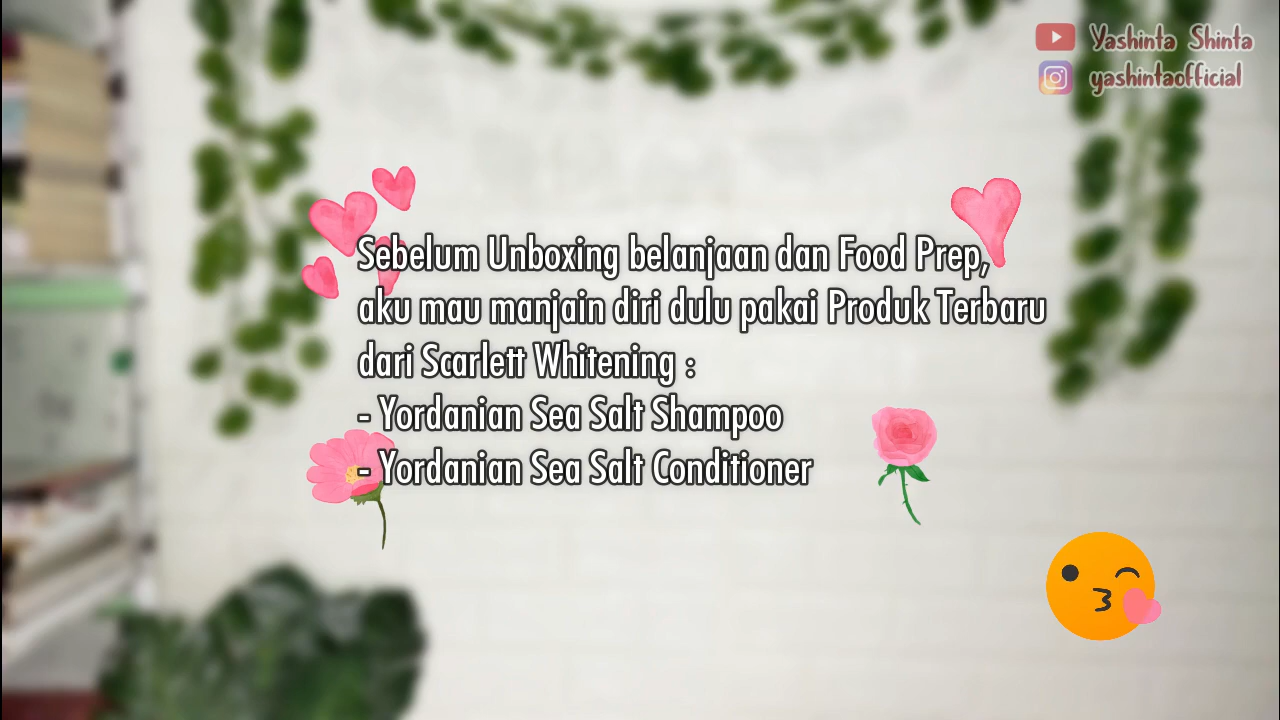 Yashinta Shinta
yashintaofficial
Sebelum Unboxing belanjaan dan Food Prep,
aku mau manjain diri dulu pakai Produk Terbaru
dari Scarlett Whitening :
- Yordanian Sea Salt Shampoo
- Yordanian Sea Salt Conditioner